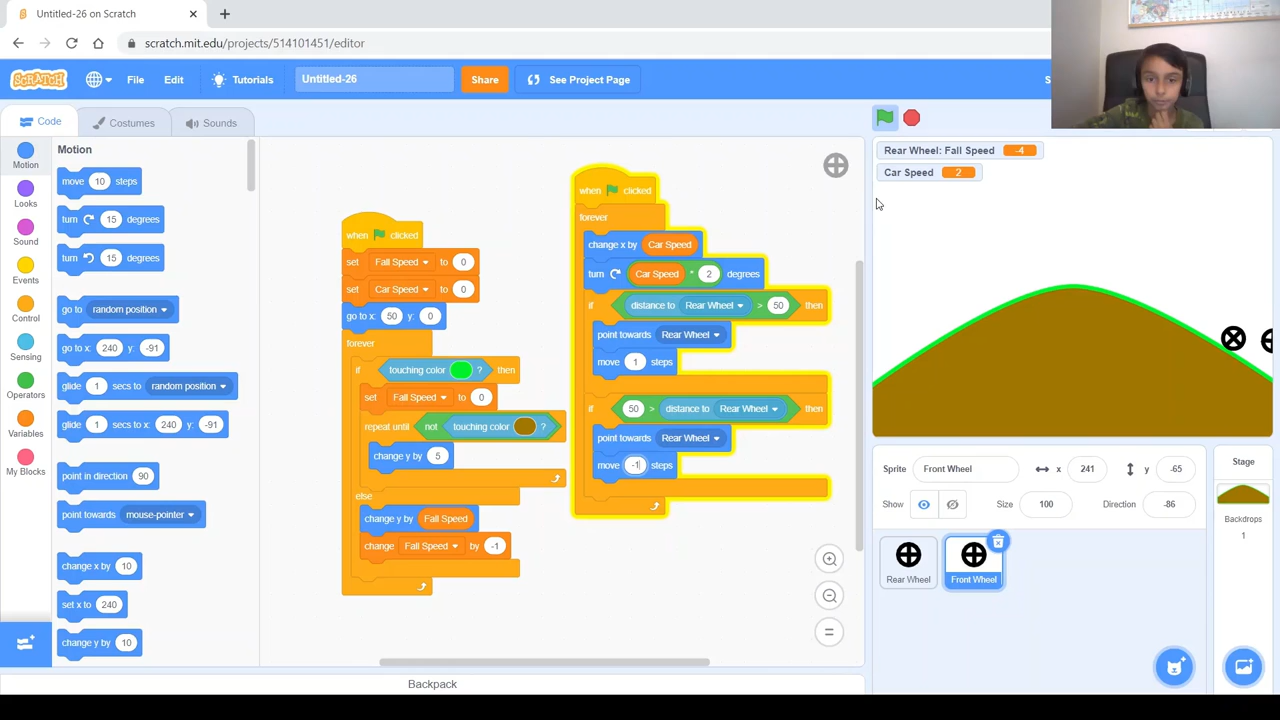 Untitled-26 on Scratch
scratch.mit.edu/projects/514101451/editor
SCRATCH File Edit Tutorials Untitled-26 Share See Project Page S
Code Costumes Sounds
Motion
Looks
Sound
Events
Control
Sensing
Operators
Variables
My Blocks
Motion
move 10 steps
turn 15 degrees
turn 15 degrees
go to random position
go to x: 240 y: -91
glide 1 secs to random position
glide 1 secs to x: 240 y: -91
point in direction 90
point towards mouse-pointer
change x by 10
set x to 240
change y by 10
when clicked
set Fall Speed to 0
set Car Speed to 0
go to x: 50 y: 0
forever
if touching color ? then
set Fall Speed to 0
repeat until not touching color ?
change y by 5
else
change y by Fall Speed
change Fall Speed by -1
when clicked
forever
change x by Car Speed
turn Car Speed * 2 degrees
if distance to Rear Wheel > 50 then
point towards Rear Wheel
move 1 steps
if 50 > distance to Rear Wheel then
point towards Rear Wheel
move -1 steps
Backpack
Rear Wheel: Fall Speed -4
Car Speed 2
Sprite Front Wheel x 241 y -65
Show Size 100 Direction -86
Rear Wheel
Front Wheel
Stage
Backdrops
1